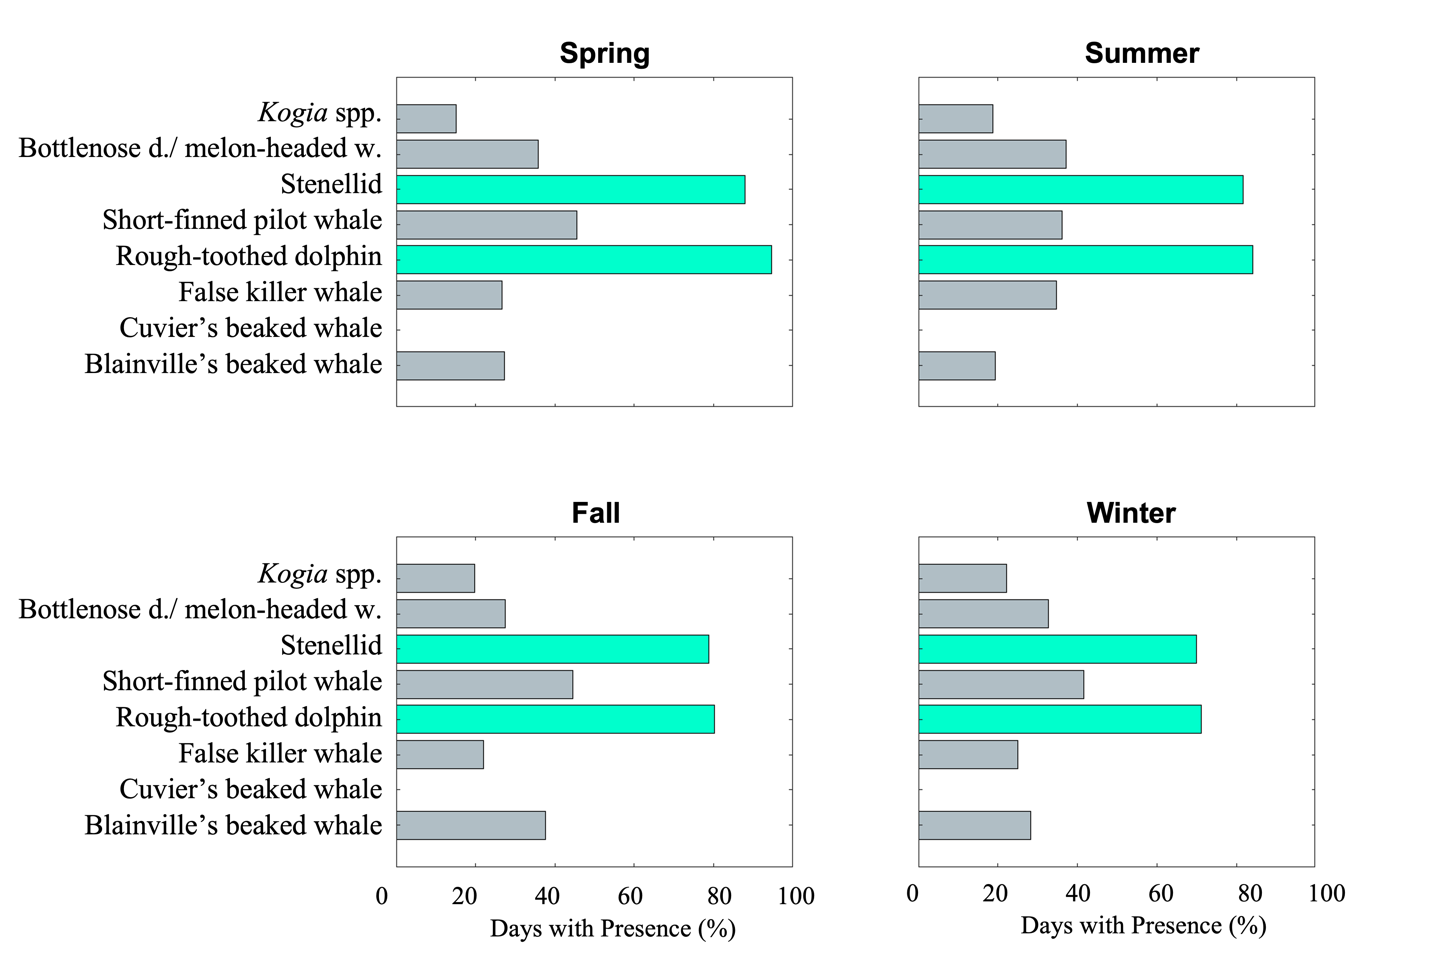 Spring
Summer
Kogia spp.
Bottlenose d./ melon-headed w.
Stenellid
Short-finned pilot whale
Rough-toothed dolphin
False killer whale
Cuvier’s beaked whale
Blainville’s beaked whale
Fall
Winter
Kogia spp.
Bottlenose d./ melon-headed w.
Stenellid
Short-finned pilot whale
Rough-toothed dolphin
False killer whale
Cuvier’s beaked whale
Blainville’s beaked whale
0 20 40 60 80 100
Days with Presence (%)
0 20 40 60 80 100
Days with Presence (%)